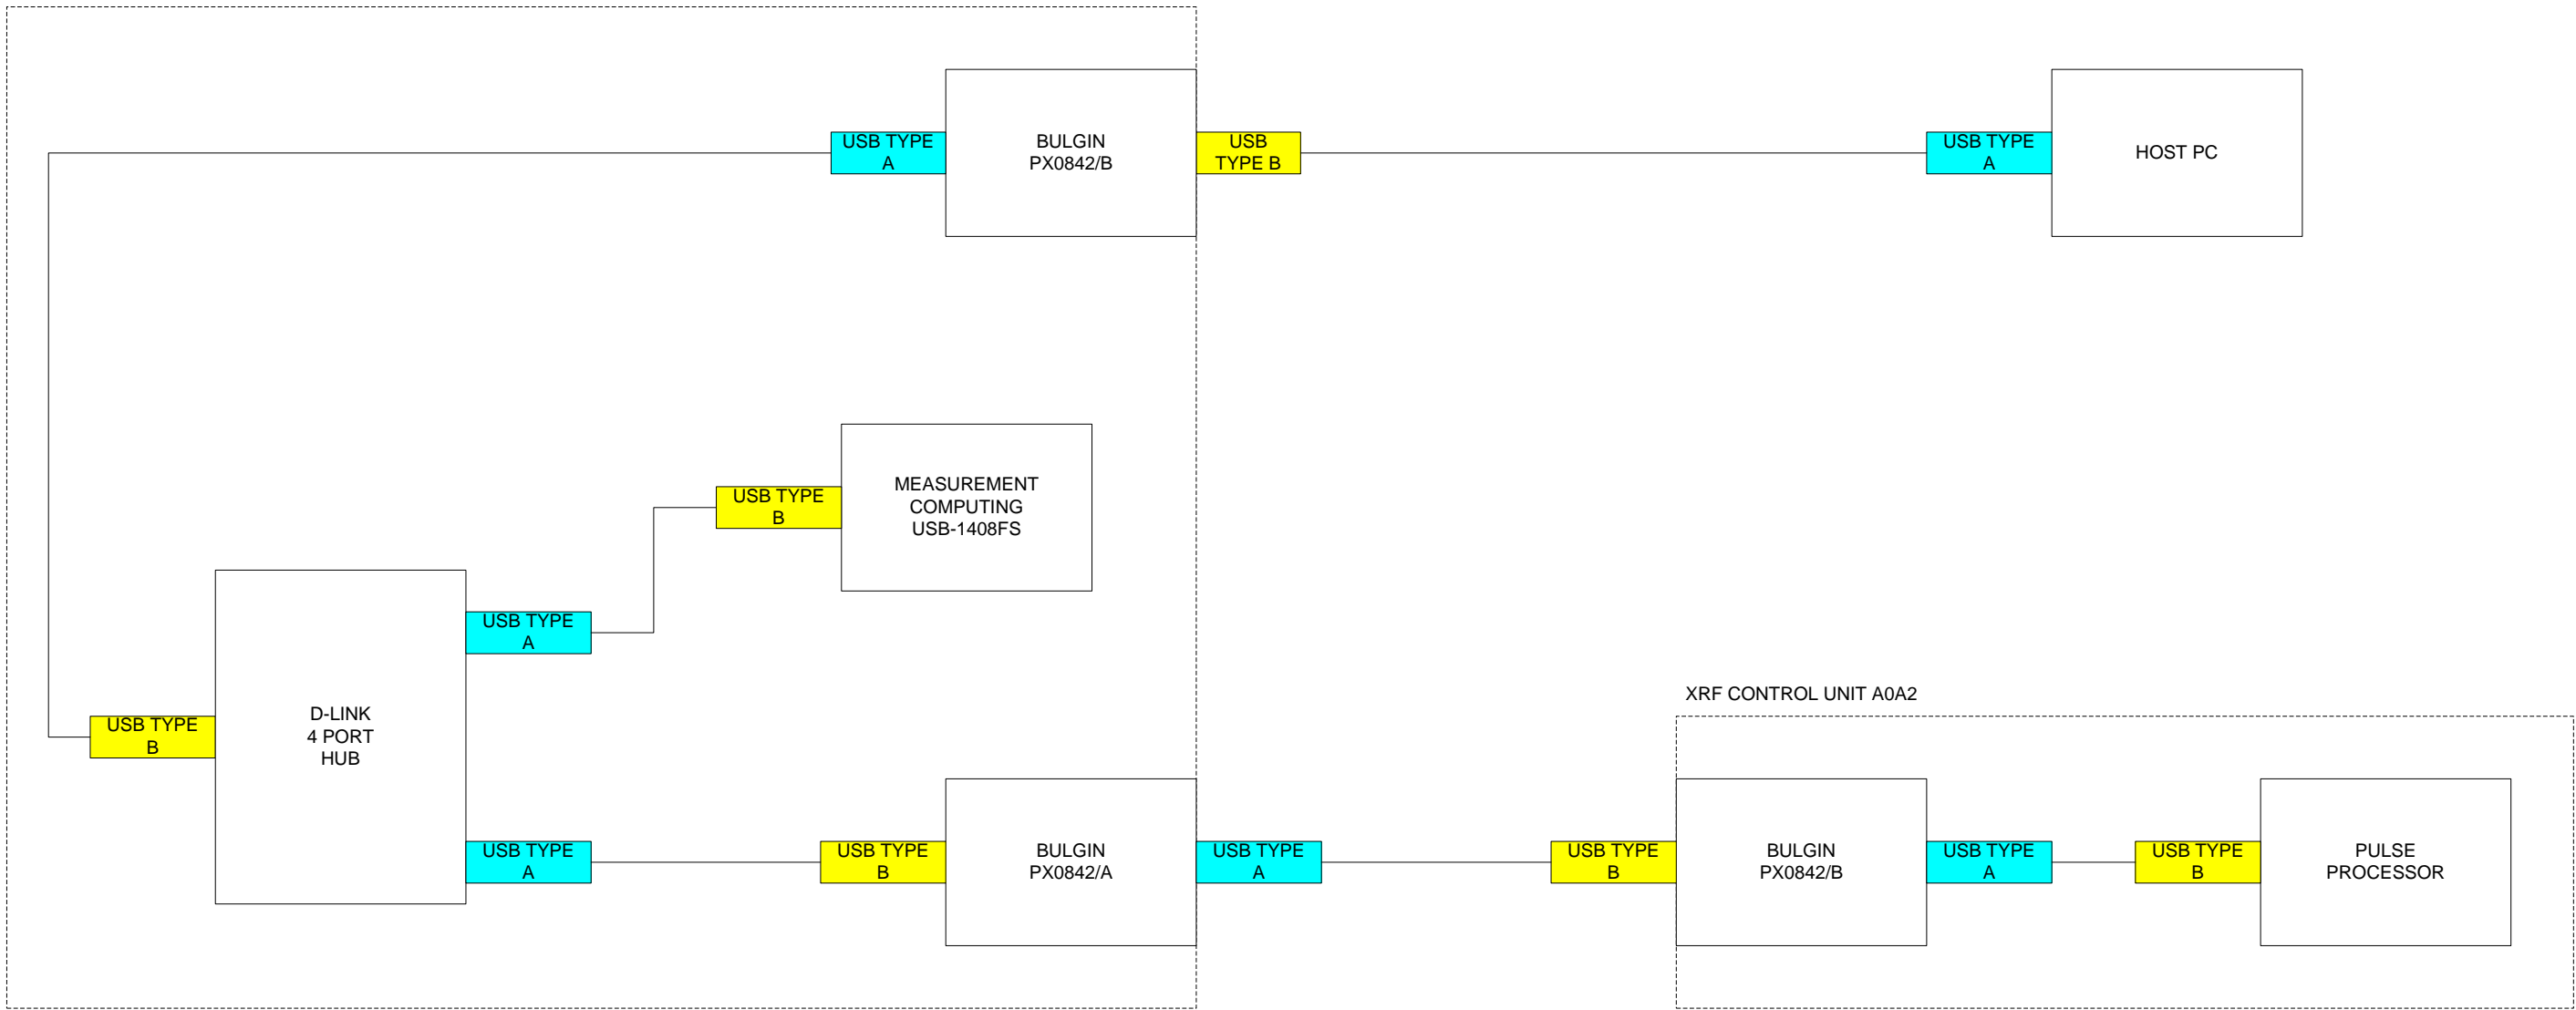 USB TYPE
A
BULGIN
PX0842/B
USB
TYPE B
USB TYPE
A
HOST PC
USB TYPE
B
MEASUREMENT
COMPUTING
USB-1408FS
USB TYPE
A
XRF CONTROL UNIT A0A2
USB TYPE
B
D-LINK
4 PORT
HUB
USB TYPE
A
USB TYPE
B
BULGIN
PX0842/A
USB TYPE
A
USB TYPE
B
BULGIN
PX0842/B
USB TYPE
A
USB TYPE
B
PULSE
PROCESSOR